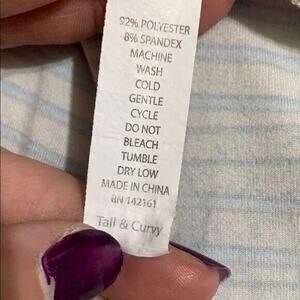 92% POLYESTER
8% SPANDEX
MACHINE
WASH
COLD
GENTLE
CYCLE
DO NOT
BLEACH
TUMBLE
DRY LOW
MADE IN CHINA
RN 142161
Tall & Curvy